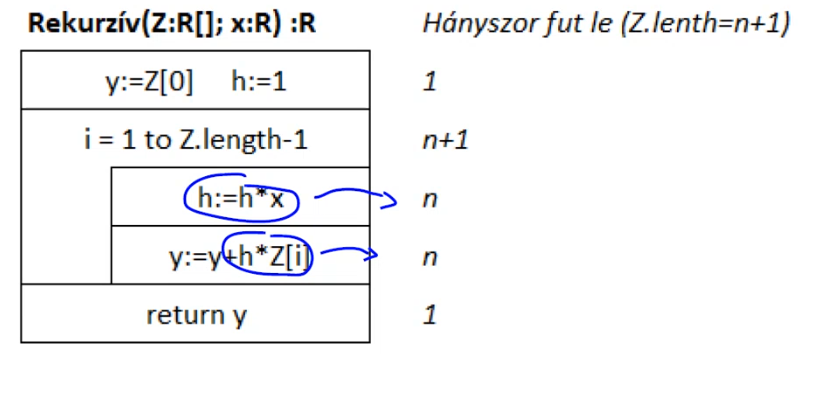 Rekurzív(Z:R[]; x:R) :R Hányszor fut le (Z.lenth=n+1)
y:=Z[0] h:=1 1
i = 1 to Z.length-1 n+1
h:=h*x n
y:=y+h*Z[i] n
return y 1